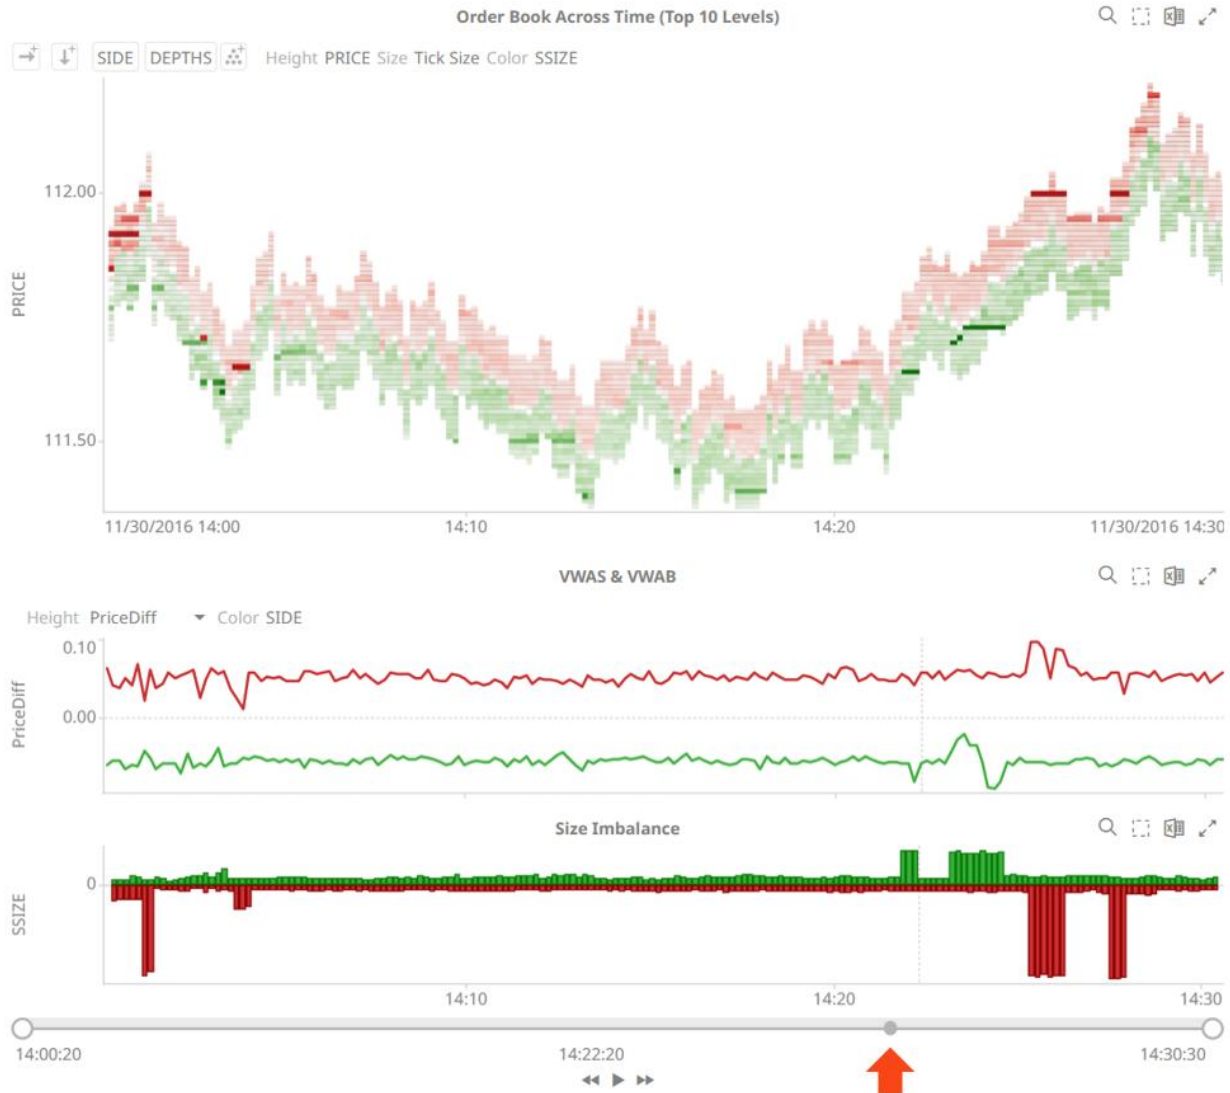 Order Book Across Time (Top 10 Levels)
SIDE DEPTHS Height PRICE Size Tick Size Color SSIZE
112.00
PRICE
111.50
11/30/2016 14:00 14:10 14:20 11/30/2016 14:30
VWAS & VWAB
Height PriceDiff Color SIDE
0.10
PriceDiff
0.00
Size Imbalance
0
SSIZE
14:10 14:20 14:30
14:00:20 14:22:20 14:30:30